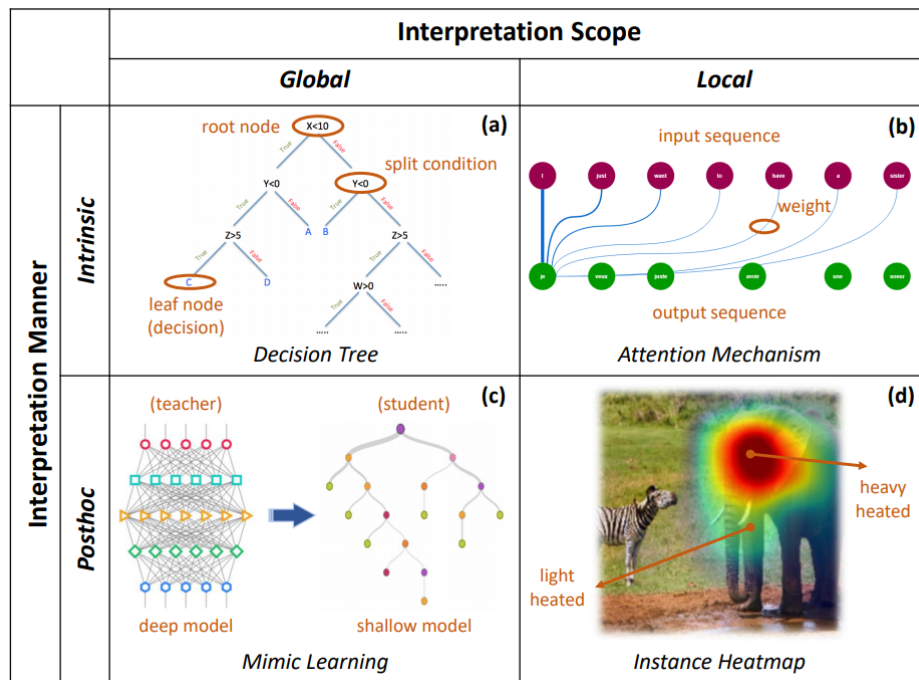 Interpretation Scope
Global
Local
Interpretation Manner
Intrinsic
(a)
root node
X<10
True
False
split condition
Y<0
Y<0
True
False
True
False
Z>5
A
B
Z>5
True
False
True
False
C
D
W>0
.....
leaf node
(decision)
True
False
.....
.....
Decision Tree
(b)
input sequence
I
just
want
to
have
a
sister
weight
je
veux
juste
avoir
une
soeur
output sequence
Attention Mechanism
Posthoc
(c)
(teacher)
(student)
deep model
shallow model
Mimic Learning
(d)
heavy
heated
light
heated
Instance Heatmap